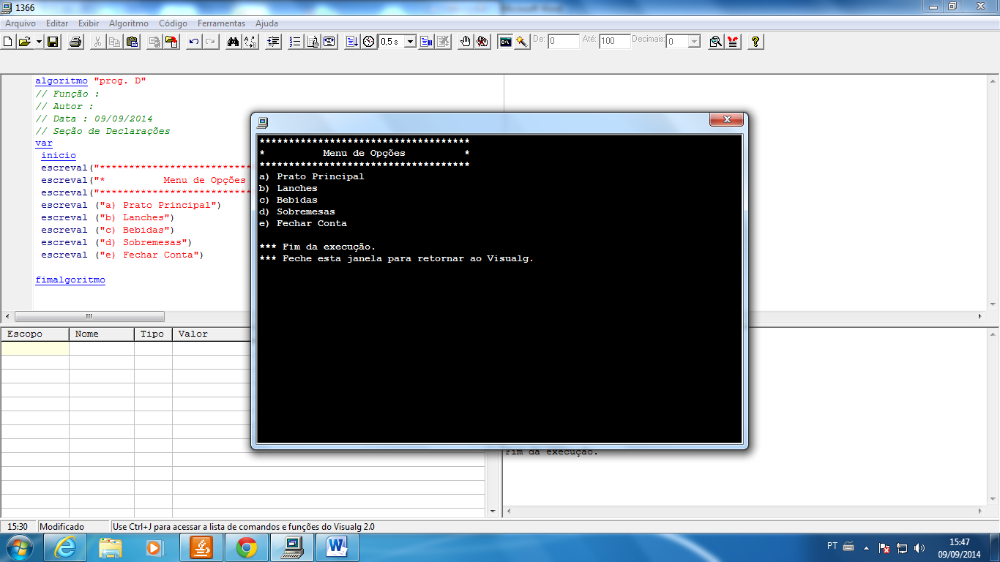 1366
Arquivo Editar Exibir Algoritmo Código Ferramentas Ajuda
0,5 s De: 0 Até: 100 Decimais: 0
algoritmo "prog. D"
// Função :
// Autor :
// Data : 09/09/2014
// Seção de Declarações
var
inicio
escreval("**************************
escreval("* Menu de Opções
escreval("**************************
escreval ("a) Prato Principal")
escreval ("b) Lanches")
escreval ("c) Bebidas")
escreval ("d) Sobremesas")
escreval ("e) Fechar Conta")
fimalgoritmo
************************************
* Menu de Opções *
************************************
a) Prato Principal
b) Lanches
c) Bebidas
d) Sobremesas
e) Fechar Conta
*** Fim da execução.
*** Feche esta janela para retornar ao Visualg.
Escopo Nome Tipo Valor
Fim da execução.
15:30 Modificado Use Ctrl+J para acessar a lista de comandos e funções do Visualg 2.0
PT 15:47
09/09/2014